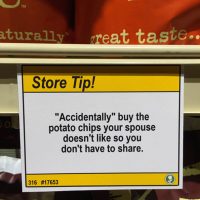 aturally great taste..
Store Tip!
"Accidentally" buy the
potato chips your spouse
doesn't like so you
don't have to share.
316 #17653